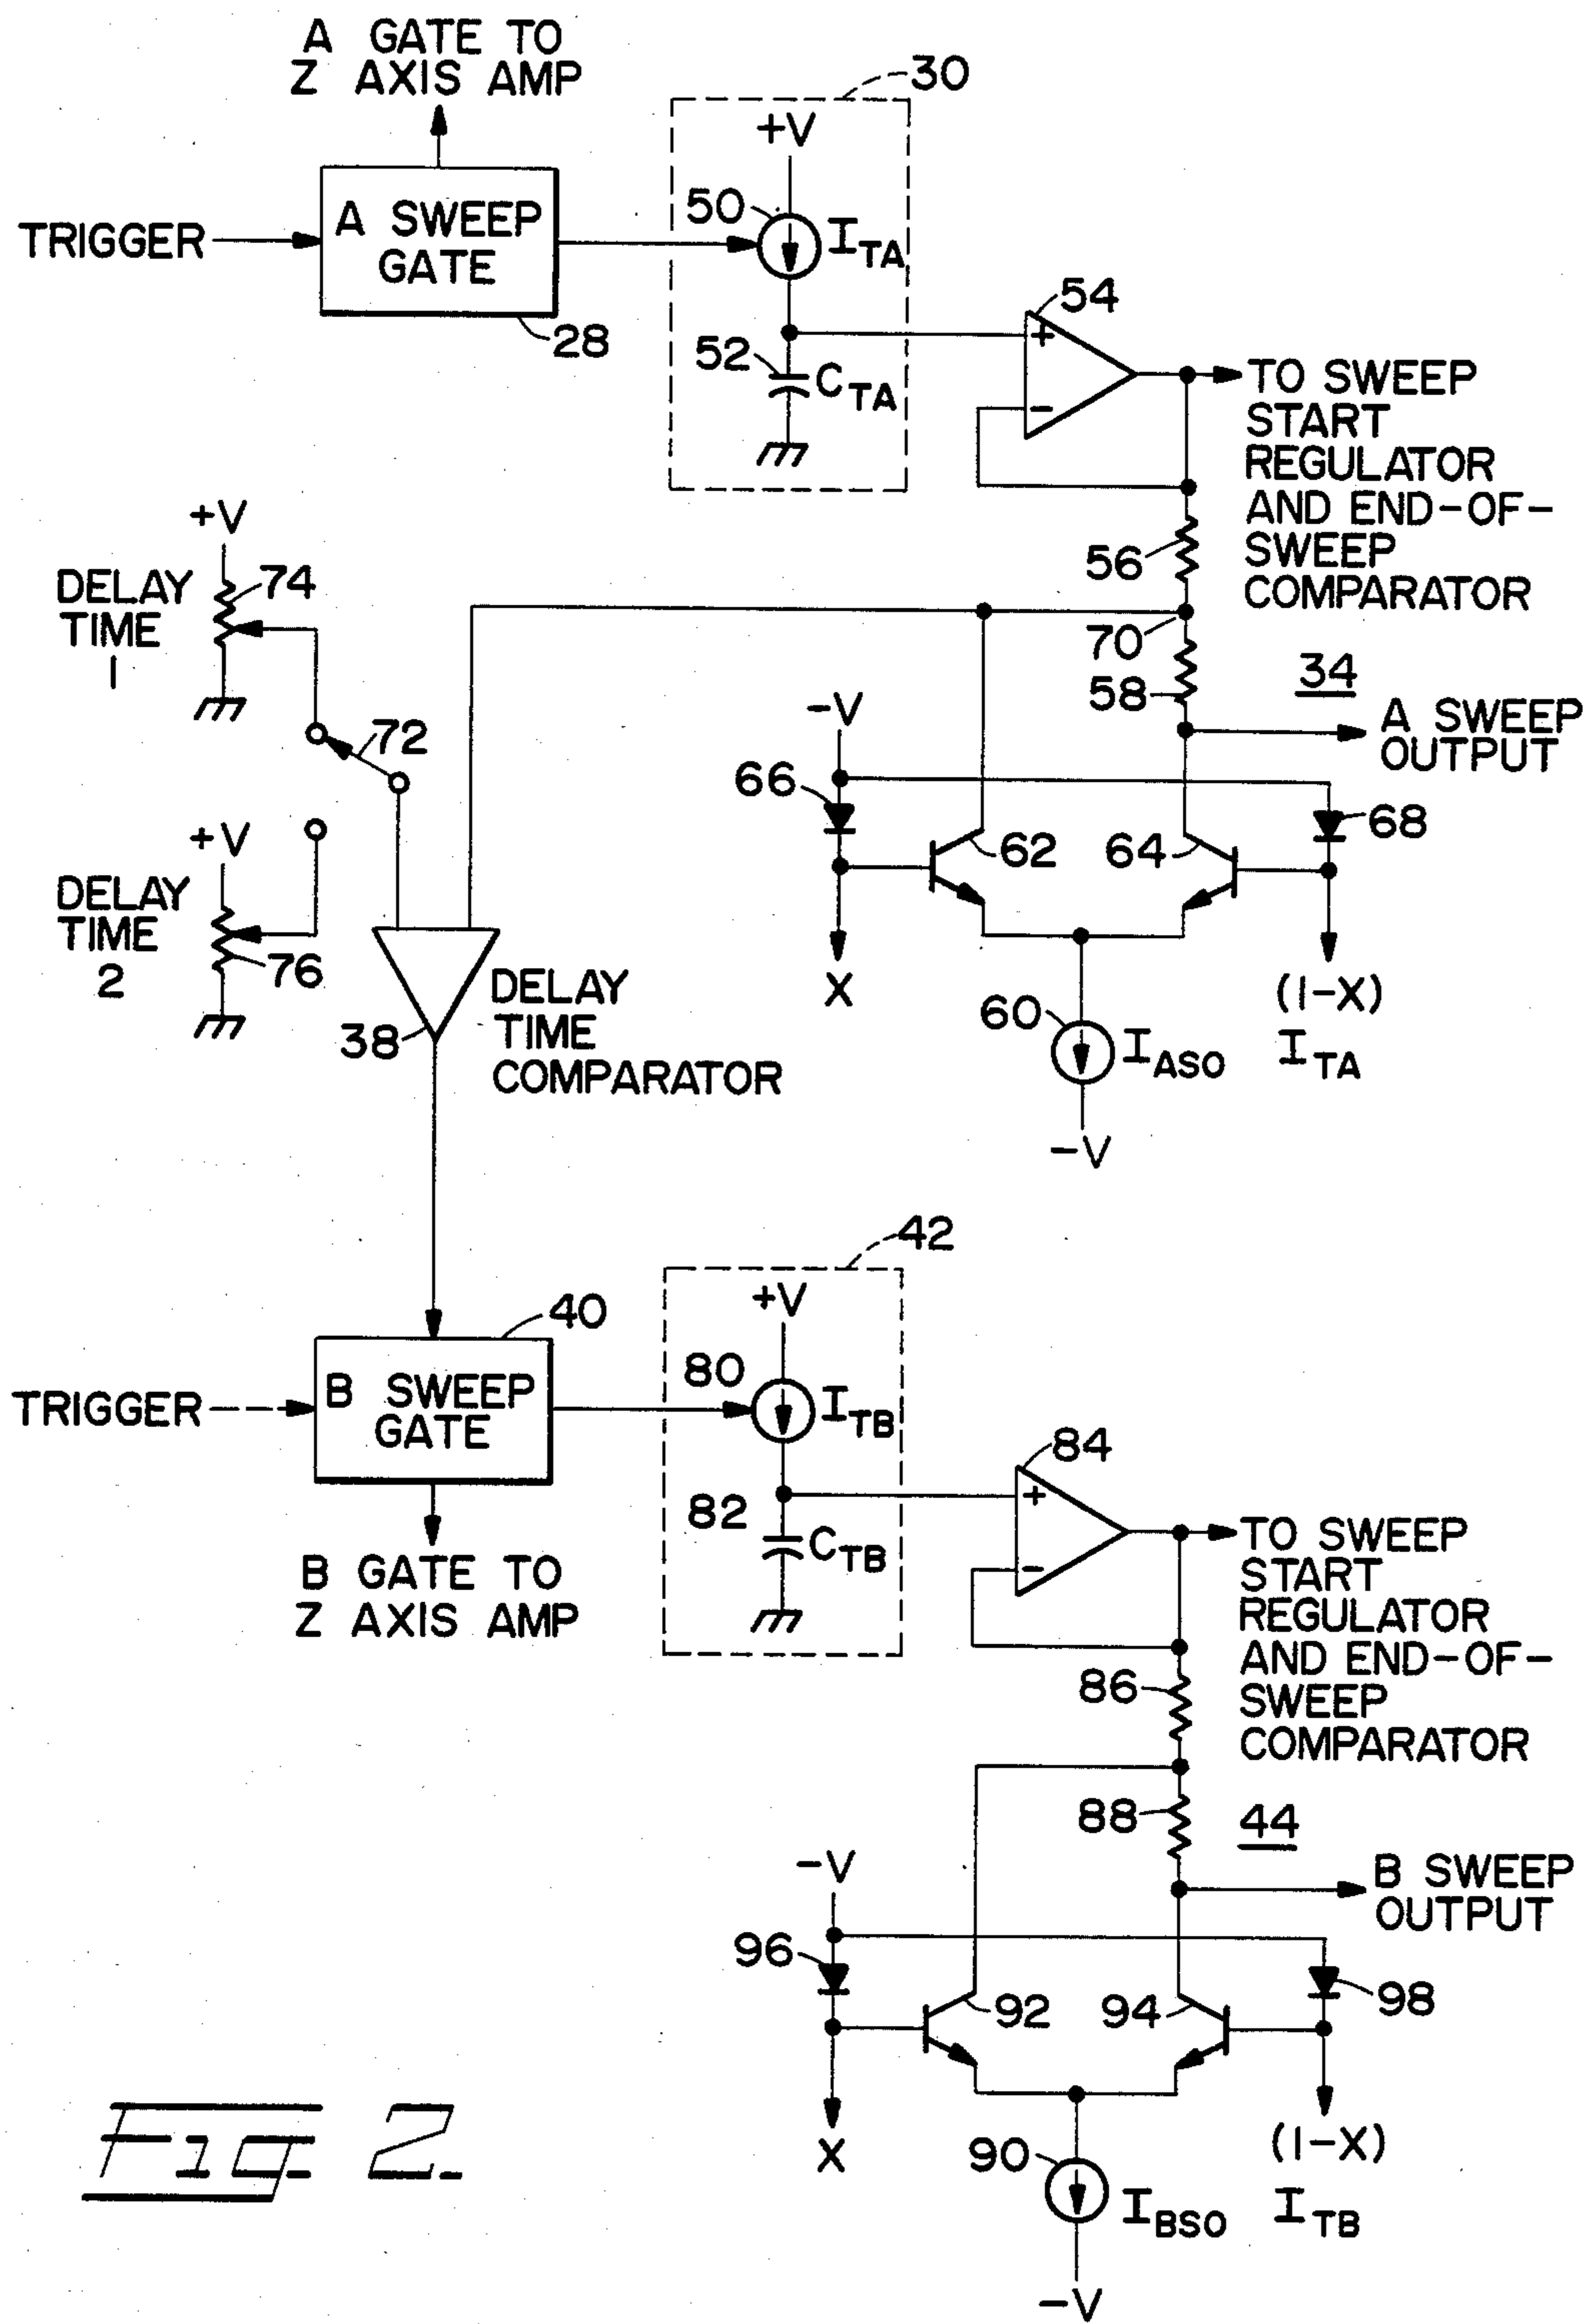 A GATE TO
Z AXIS AMP
30
+V
50
I_TA
TRIGGER
A SWEEP
GATE
28
52
C_TA
54
+
-
TO SWEEP
START
REGULATOR
AND END-OF-
SWEEP
COMPARATOR
56
70
58
34
A SWEEP
OUTPUT
+V
74
DELAY
TIME
1
72
+V
DELAY
TIME
2
76
38
DELAY
TIME
COMPARATOR
-V
66
62
64
68
X
(1-X)
I_TA
60
I_ASO
-V
42
+V
40
80
I_TB
TRIGGER
B SWEEP
GATE
82
C_TB
84
+
-
TO SWEEP
START
REGULATOR
AND END-OF-
SWEEP
COMPARATOR
B GATE TO
Z AXIS AMP
86
88
44
B SWEEP
OUTPUT
-V
96
92
94
98
X
(1-X)
I_TB
90
I_BSO
-V
Fig. 2.